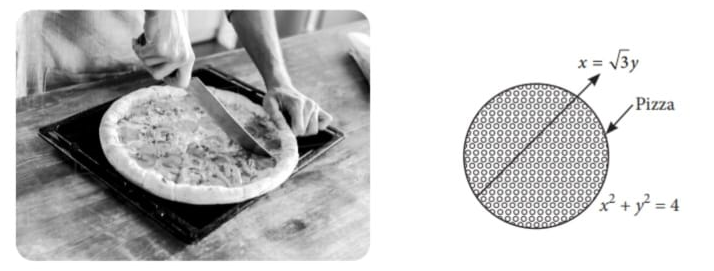 x = √3y
Pizza
x² + y² = 4